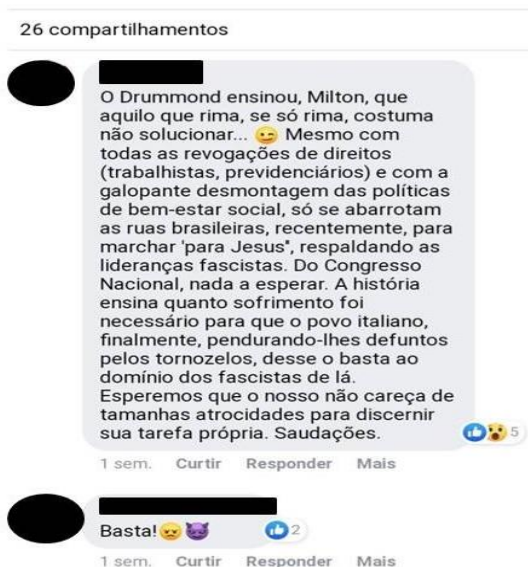 26 compartilhamentos
O Drummond ensinou, Milton, que
aquilo que rima, se só rima, costuma
não solucionar... 😉 Mesmo com
todas as revogações de direitos
(trabalhistas, previdenciários) e com a
galopante desmontagem das políticas
de bem-estar social, só se abarrotam
as ruas brasileiras, recentemente, para
marchar 'para Jesus", respaldando as
lideranças fascistas. Do Congresso
Nacional, nada a esperar. A história
ensina quanto sofrimento foi
necessário para que o povo italiano,
finalmente, pendurando-lhes defuntos
pelos tornozelos, desse o basta ao
domínio dos fascistas de lá.
Esperemos que o nosso não careça de
tamanhas atrocidades para discernir
sua tarefa própria. Saudações.
5
1 sem. Curtir Responder Mais
Basta!😠😈
2
1 sem. Curtir Responder Mais